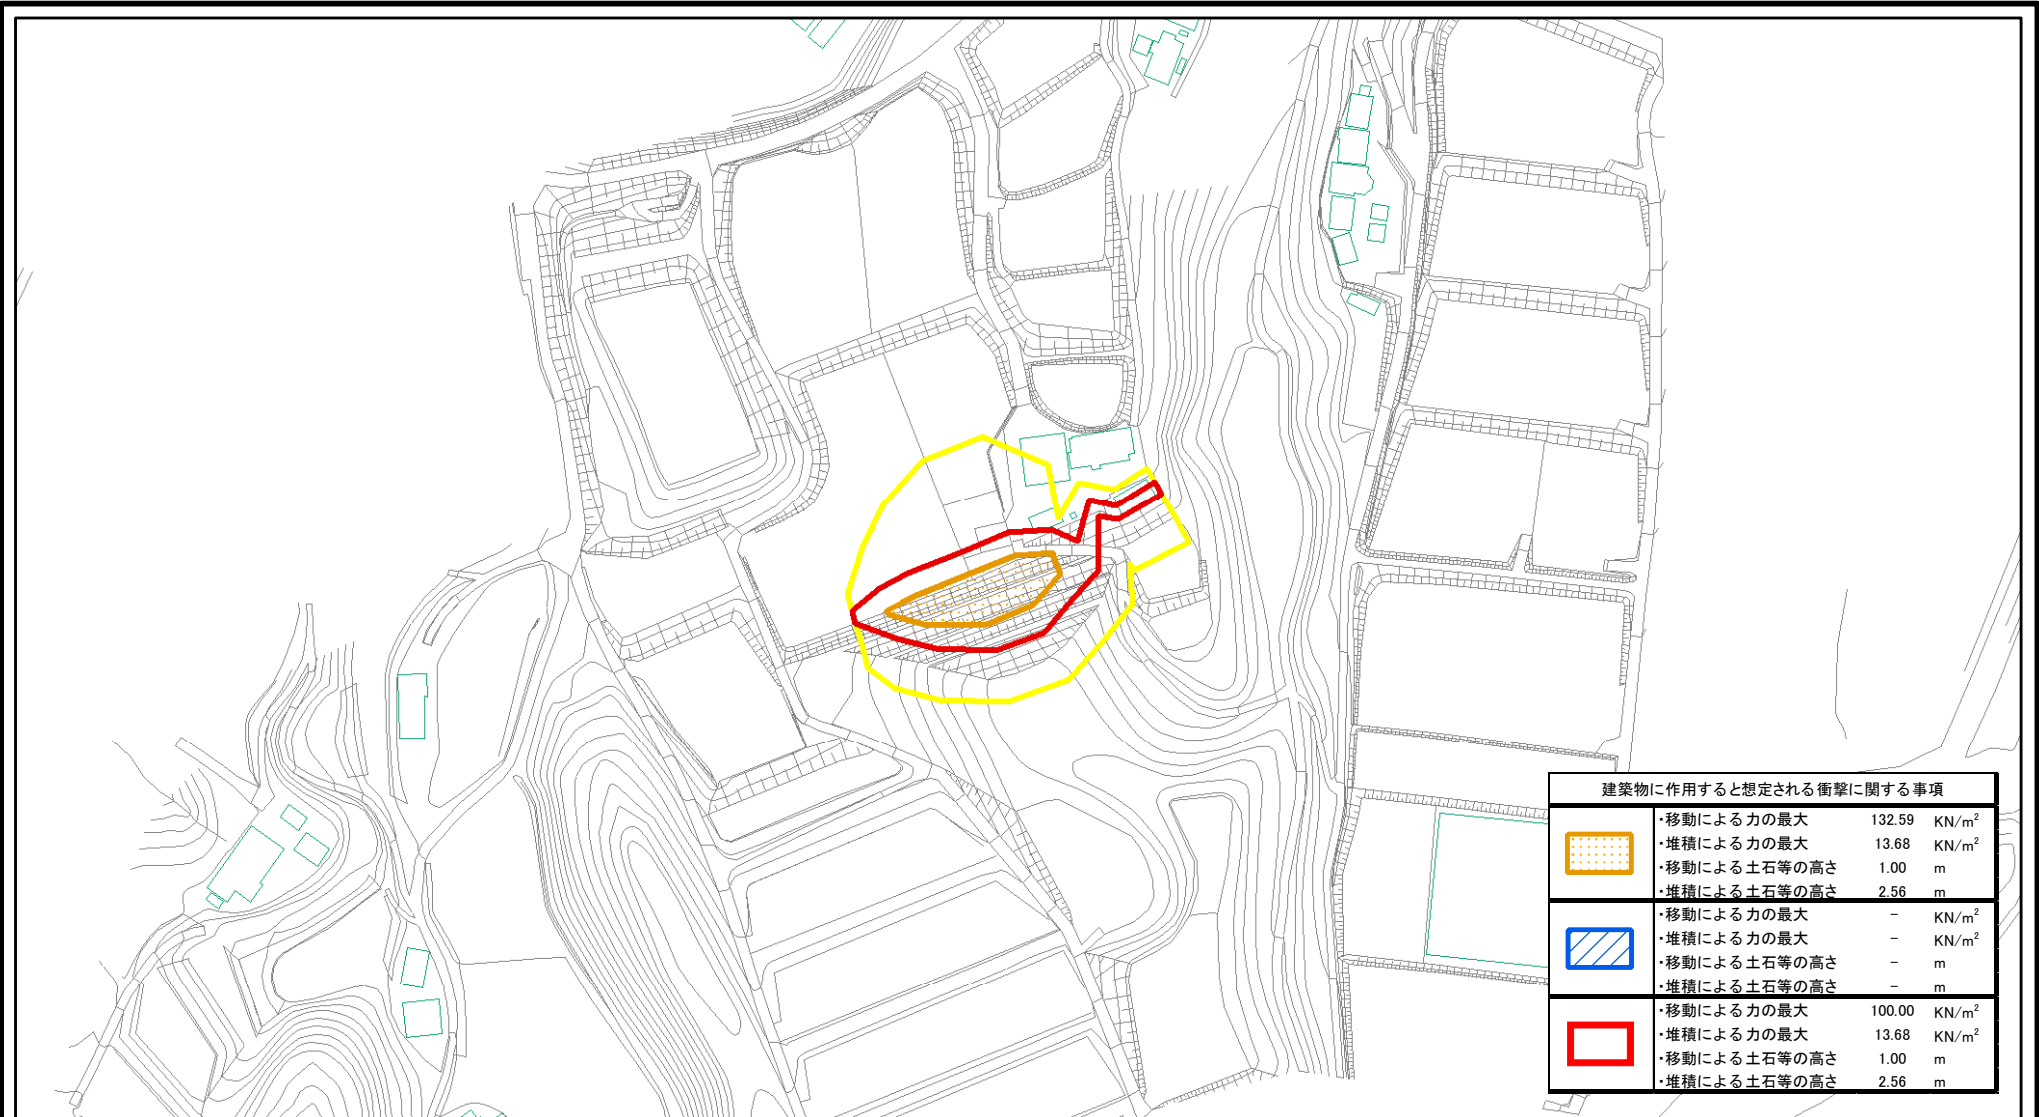 建築物に作用すると想定される衝撃に関する事項
・移動による力の最大 132.59 KN/m²
・堆積による力の最大 13.68 KN/m²
・移動による土石等の高さ 1.00 m
・堆積による土石等の高さ 2.56 m
・移動による力の最大 － KN/m²
・堆積による力の最大 － KN/m²
・移動による土石等の高さ － m
・堆積による土石等の高さ － m
・移動による力の最大 100.00 KN/m²
・堆積による力の最大 13.68 KN/m²
・移動による土石等の高さ 1.00 m
・堆積による土石等の高さ 2.56 m